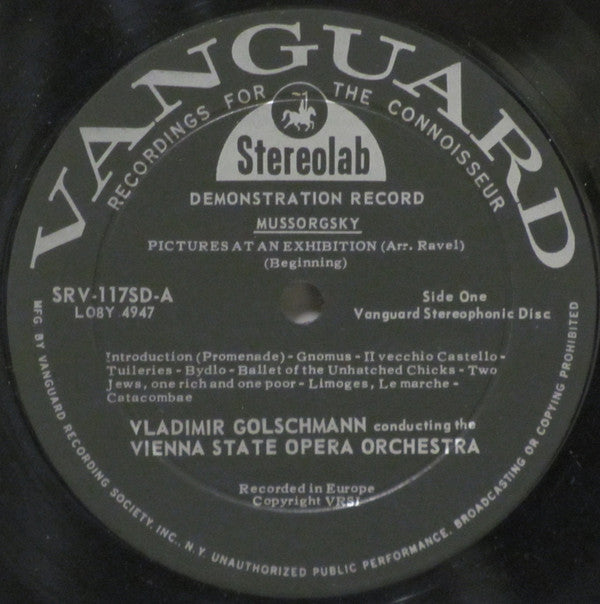 VANGUARD
RECORDINGS FOR THE CONNOISSEUR
Stereolab
DEMONSTRATION RECORD
MUSSORGSKY
PICTURES AT AN EXHIBITION (Arr. Ravel)
(Beginning)
SRV-117SD-A
LO8Y 4947
Side One
Vanguard Stereophonic Disc
Introduction (Promenade) - Gnomus - Il vecchio Castello -
Tuileries - Bydlo - Ballet of the Unhatched Chicks - Two
Jews, one rich and one poor - Limoges, Le marche -
Catacombae
VLADIMIR GOLSCHMANN conducting the
VIENNA STATE OPERA ORCHESTRA
Recorded in Europe
Copyright VRSI
MFG. BY VANGUARD RECORDING SOCIETY, INC., N.Y. UNAUTHORIZED PUBLIC PERFORMANCE, BROADCASTING OR COPYING PROHIBITED